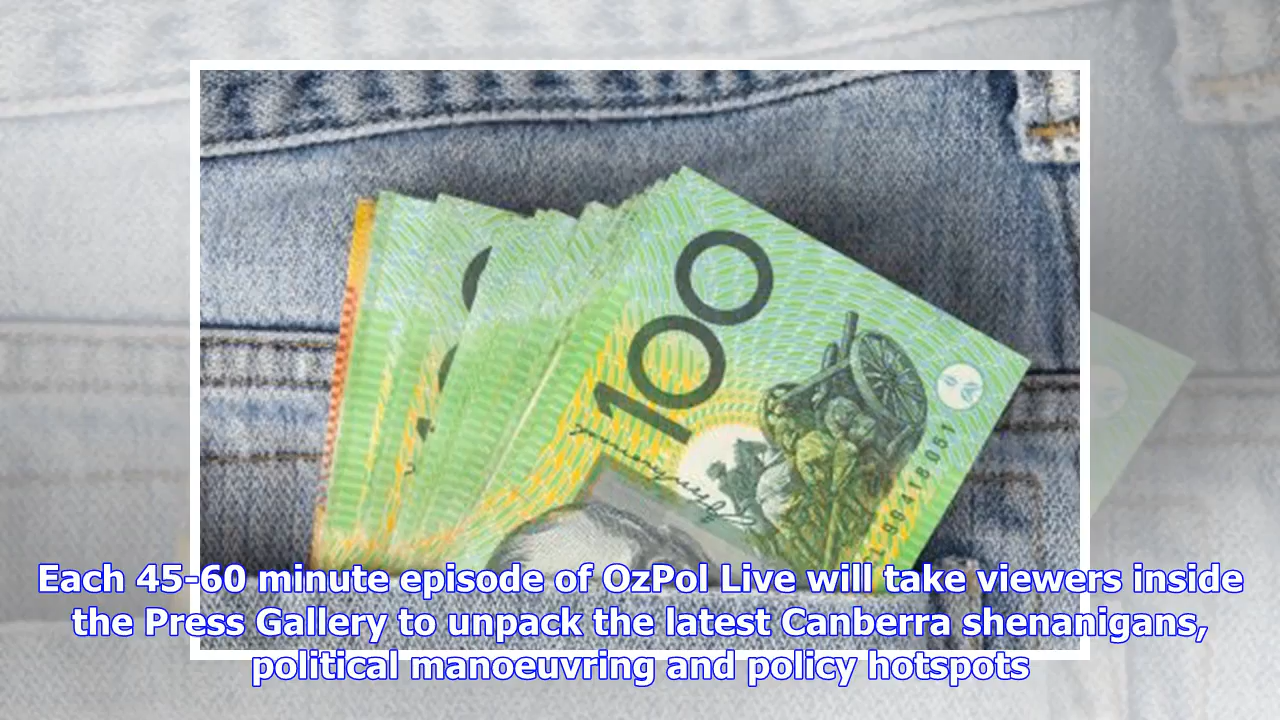 100
Each 45-60 minute episode of OzPol Live will take viewers inside
the Press Gallery to unpack the latest Canberra shenanigans,
political manoeuvring and policy hotspots